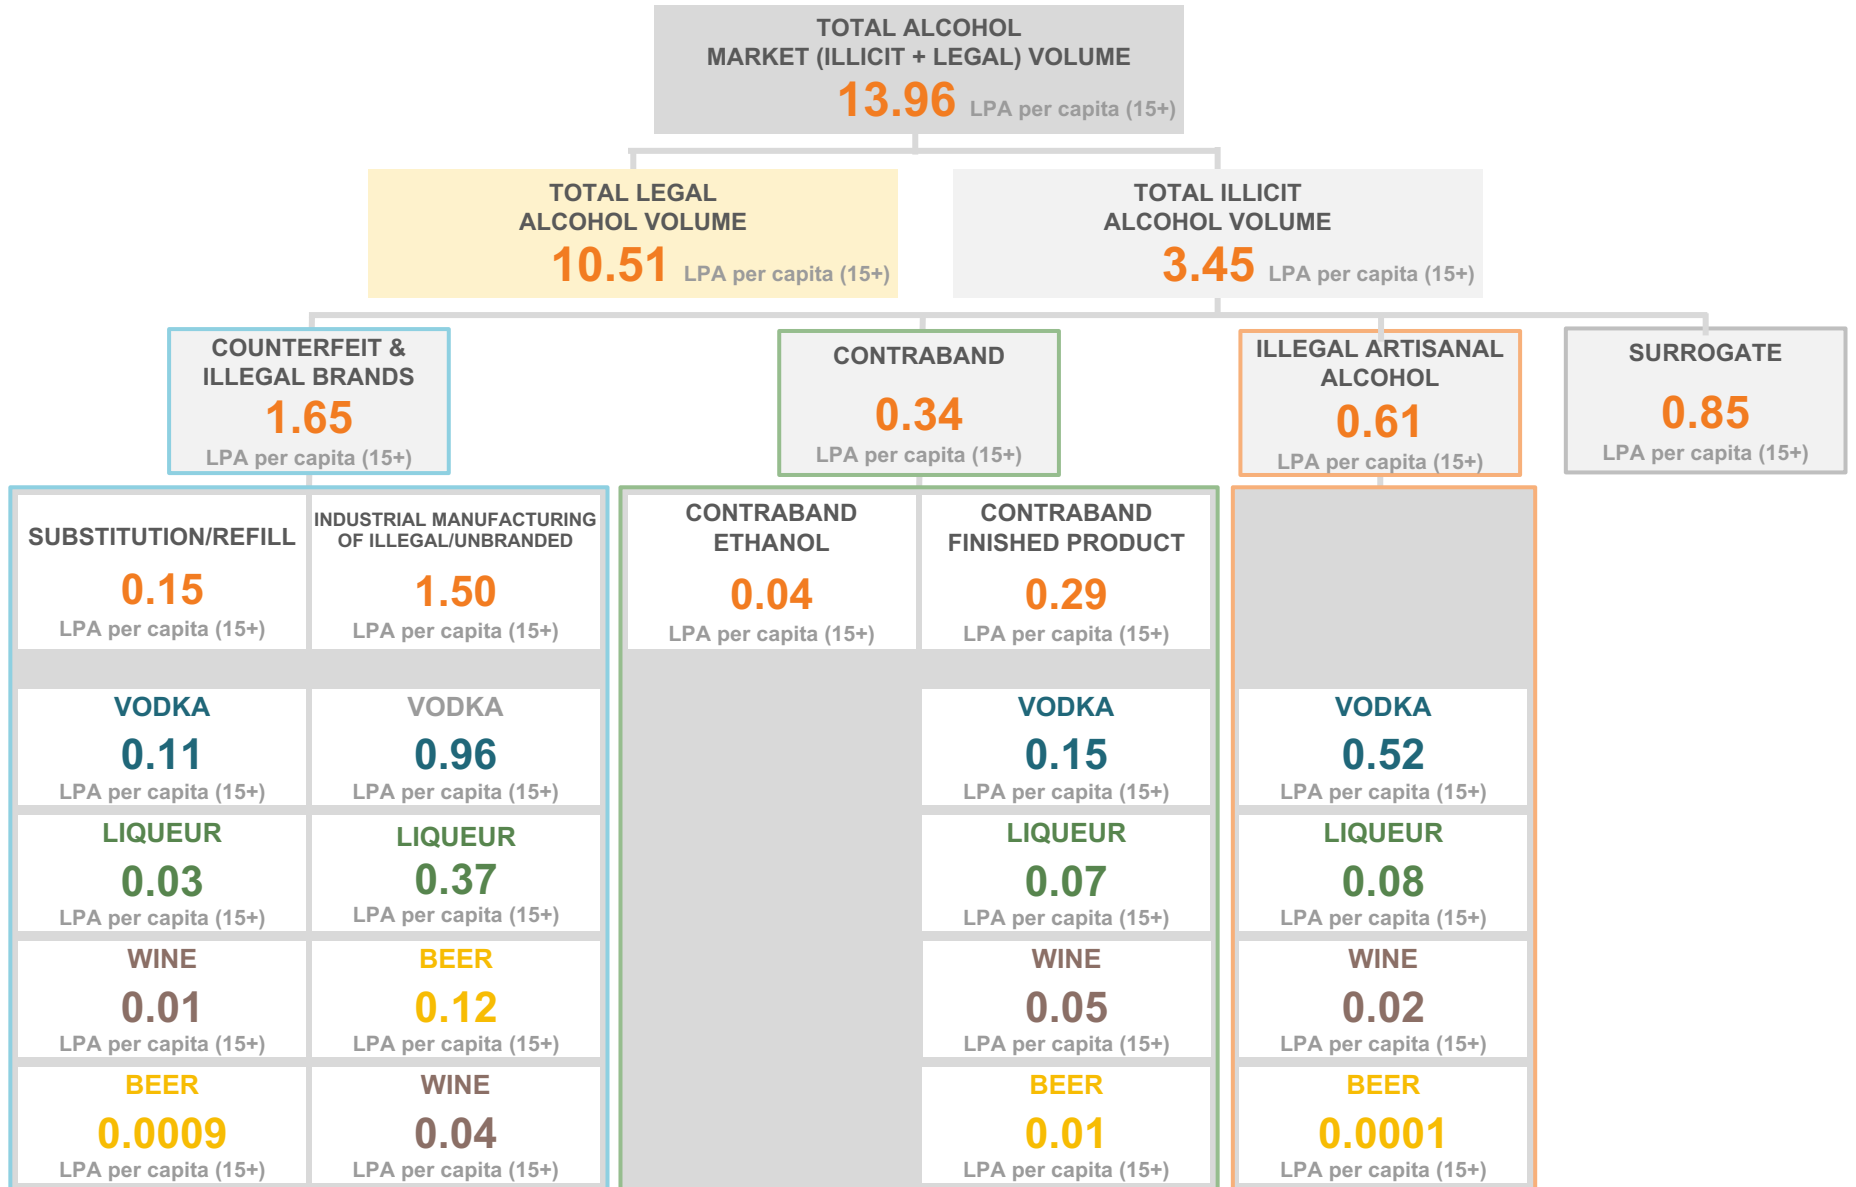 TOTAL ALCOHOL
MARKET (ILLICIT + LEGAL) VOLUME
13.96 LPA per capita (15+)
TOTAL LEGAL
ALCOHOL VOLUME
10.51 LPA per capita (15+)
TOTAL ILLICIT
ALCOHOL VOLUME
3.45 LPA per capita (15+)
COUNTERFEIT &
ILLEGAL BRANDS
1.65
LPA per capita (15+)
CONTRABAND
0.34
LPA per capita (15+)
ILLEGAL ARTISANAL
ALCOHOL
0.61
LPA per capita (15+)
SURROGATE
0.85
LPA per capita (15+)
SUBSTITUTION/REFILL
0.15
LPA per capita (15+)
INDUSTRIAL MANUFACTURING
OF ILLEGAL/UNBRANDED
1.50
LPA per capita (15+)
CONTRABAND
ETHANOL
0.04
LPA per capita (15+)
CONTRABAND
FINISHED PRODUCT
0.29
LPA per capita (15+)
VODKA
0.11
LPA per capita (15+)
VODKA
0.96
LPA per capita (15+)
VODKA
0.15
LPA per capita (15+)
VODKA
0.52
LPA per capita (15+)
LIQUEUR
0.03
LPA per capita (15+)
LIQUEUR
0.37
LPA per capita (15+)
LIQUEUR
0.07
LPA per capita (15+)
LIQUEUR
0.08
LPA per capita (15+)
WINE
0.01
LPA per capita (15+)
BEER
0.12
LPA per capita (15+)
WINE
0.05
LPA per capita (15+)
WINE
0.02
LPA per capita (15+)
BEER
0.0009
LPA per capita (15+)
WINE
0.04
LPA per capita (15+)
BEER
0.01
LPA per capita (15+)
BEER
0.0001
LPA per capita (15+)